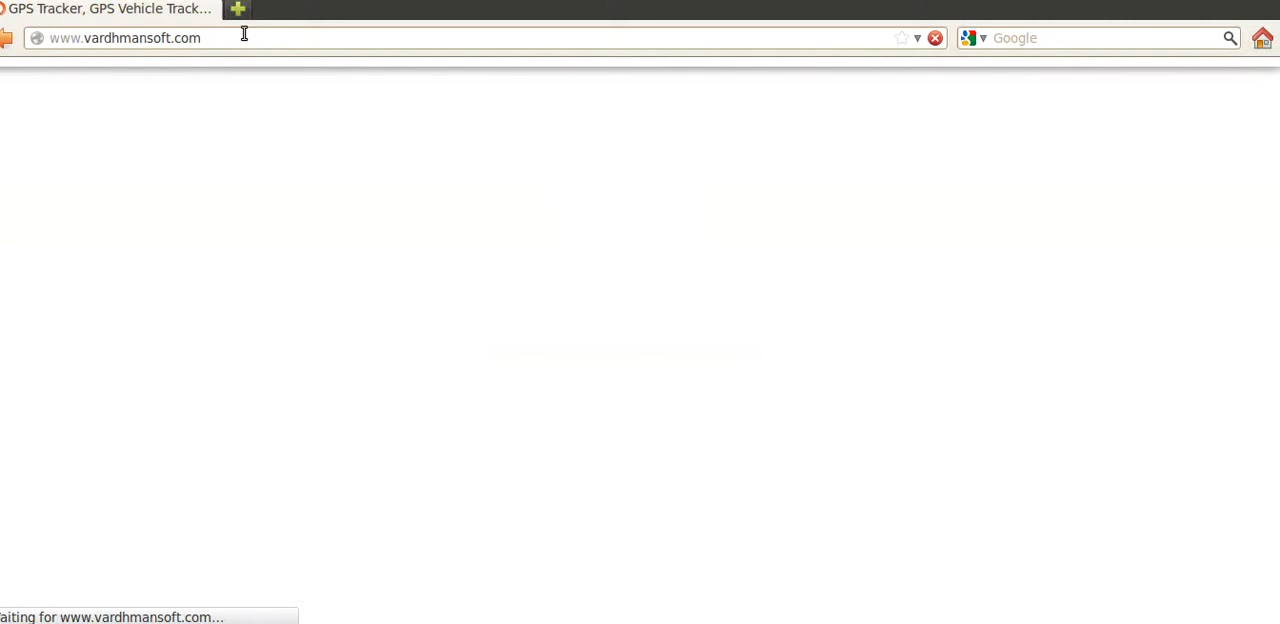 GPS Tracker, GPS Vehicle Track...
www.vardhmansoft.com
Google
aiting for www.vardhmansoft.com...